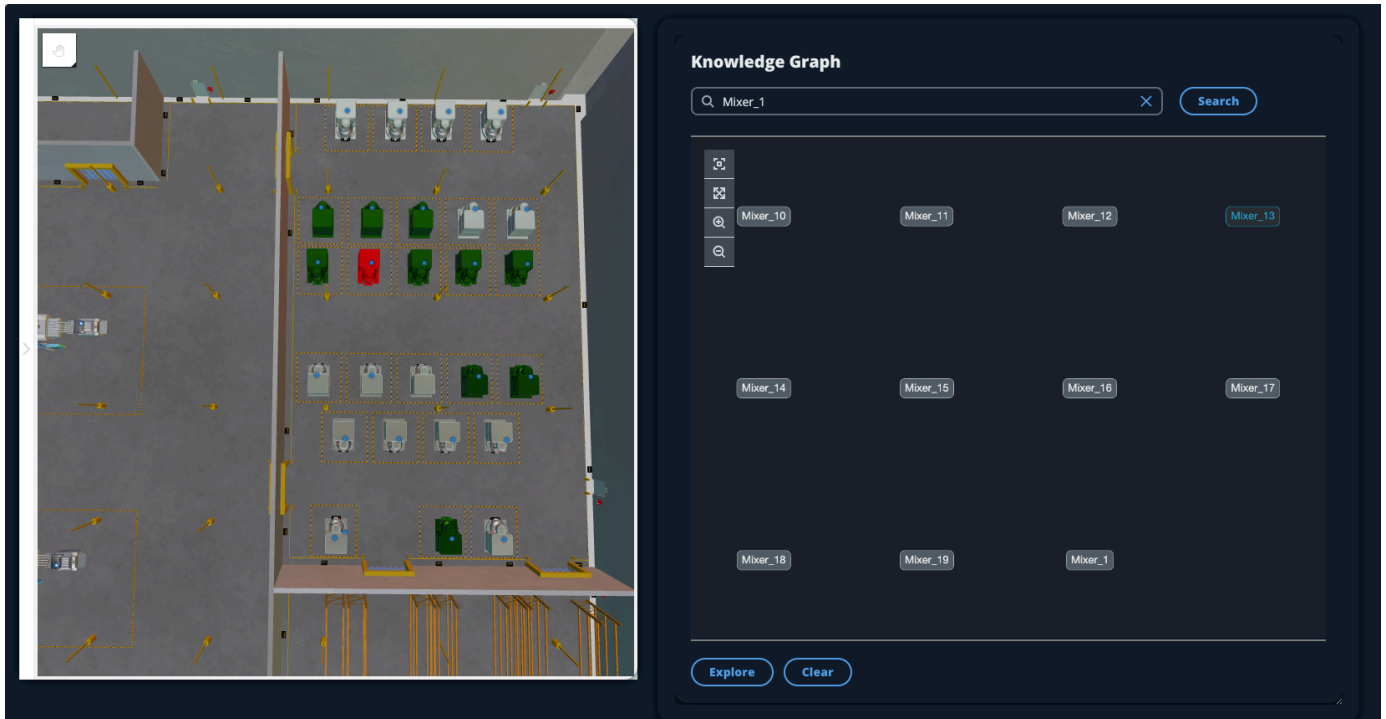 Knowledge Graph
Mixer_1
Search
Mixer_10
Mixer_11
Mixer_12
Mixer_13
Mixer_14
Mixer_15
Mixer_16
Mixer_17
Mixer_18
Mixer_19
Mixer_1
Explore
Clear